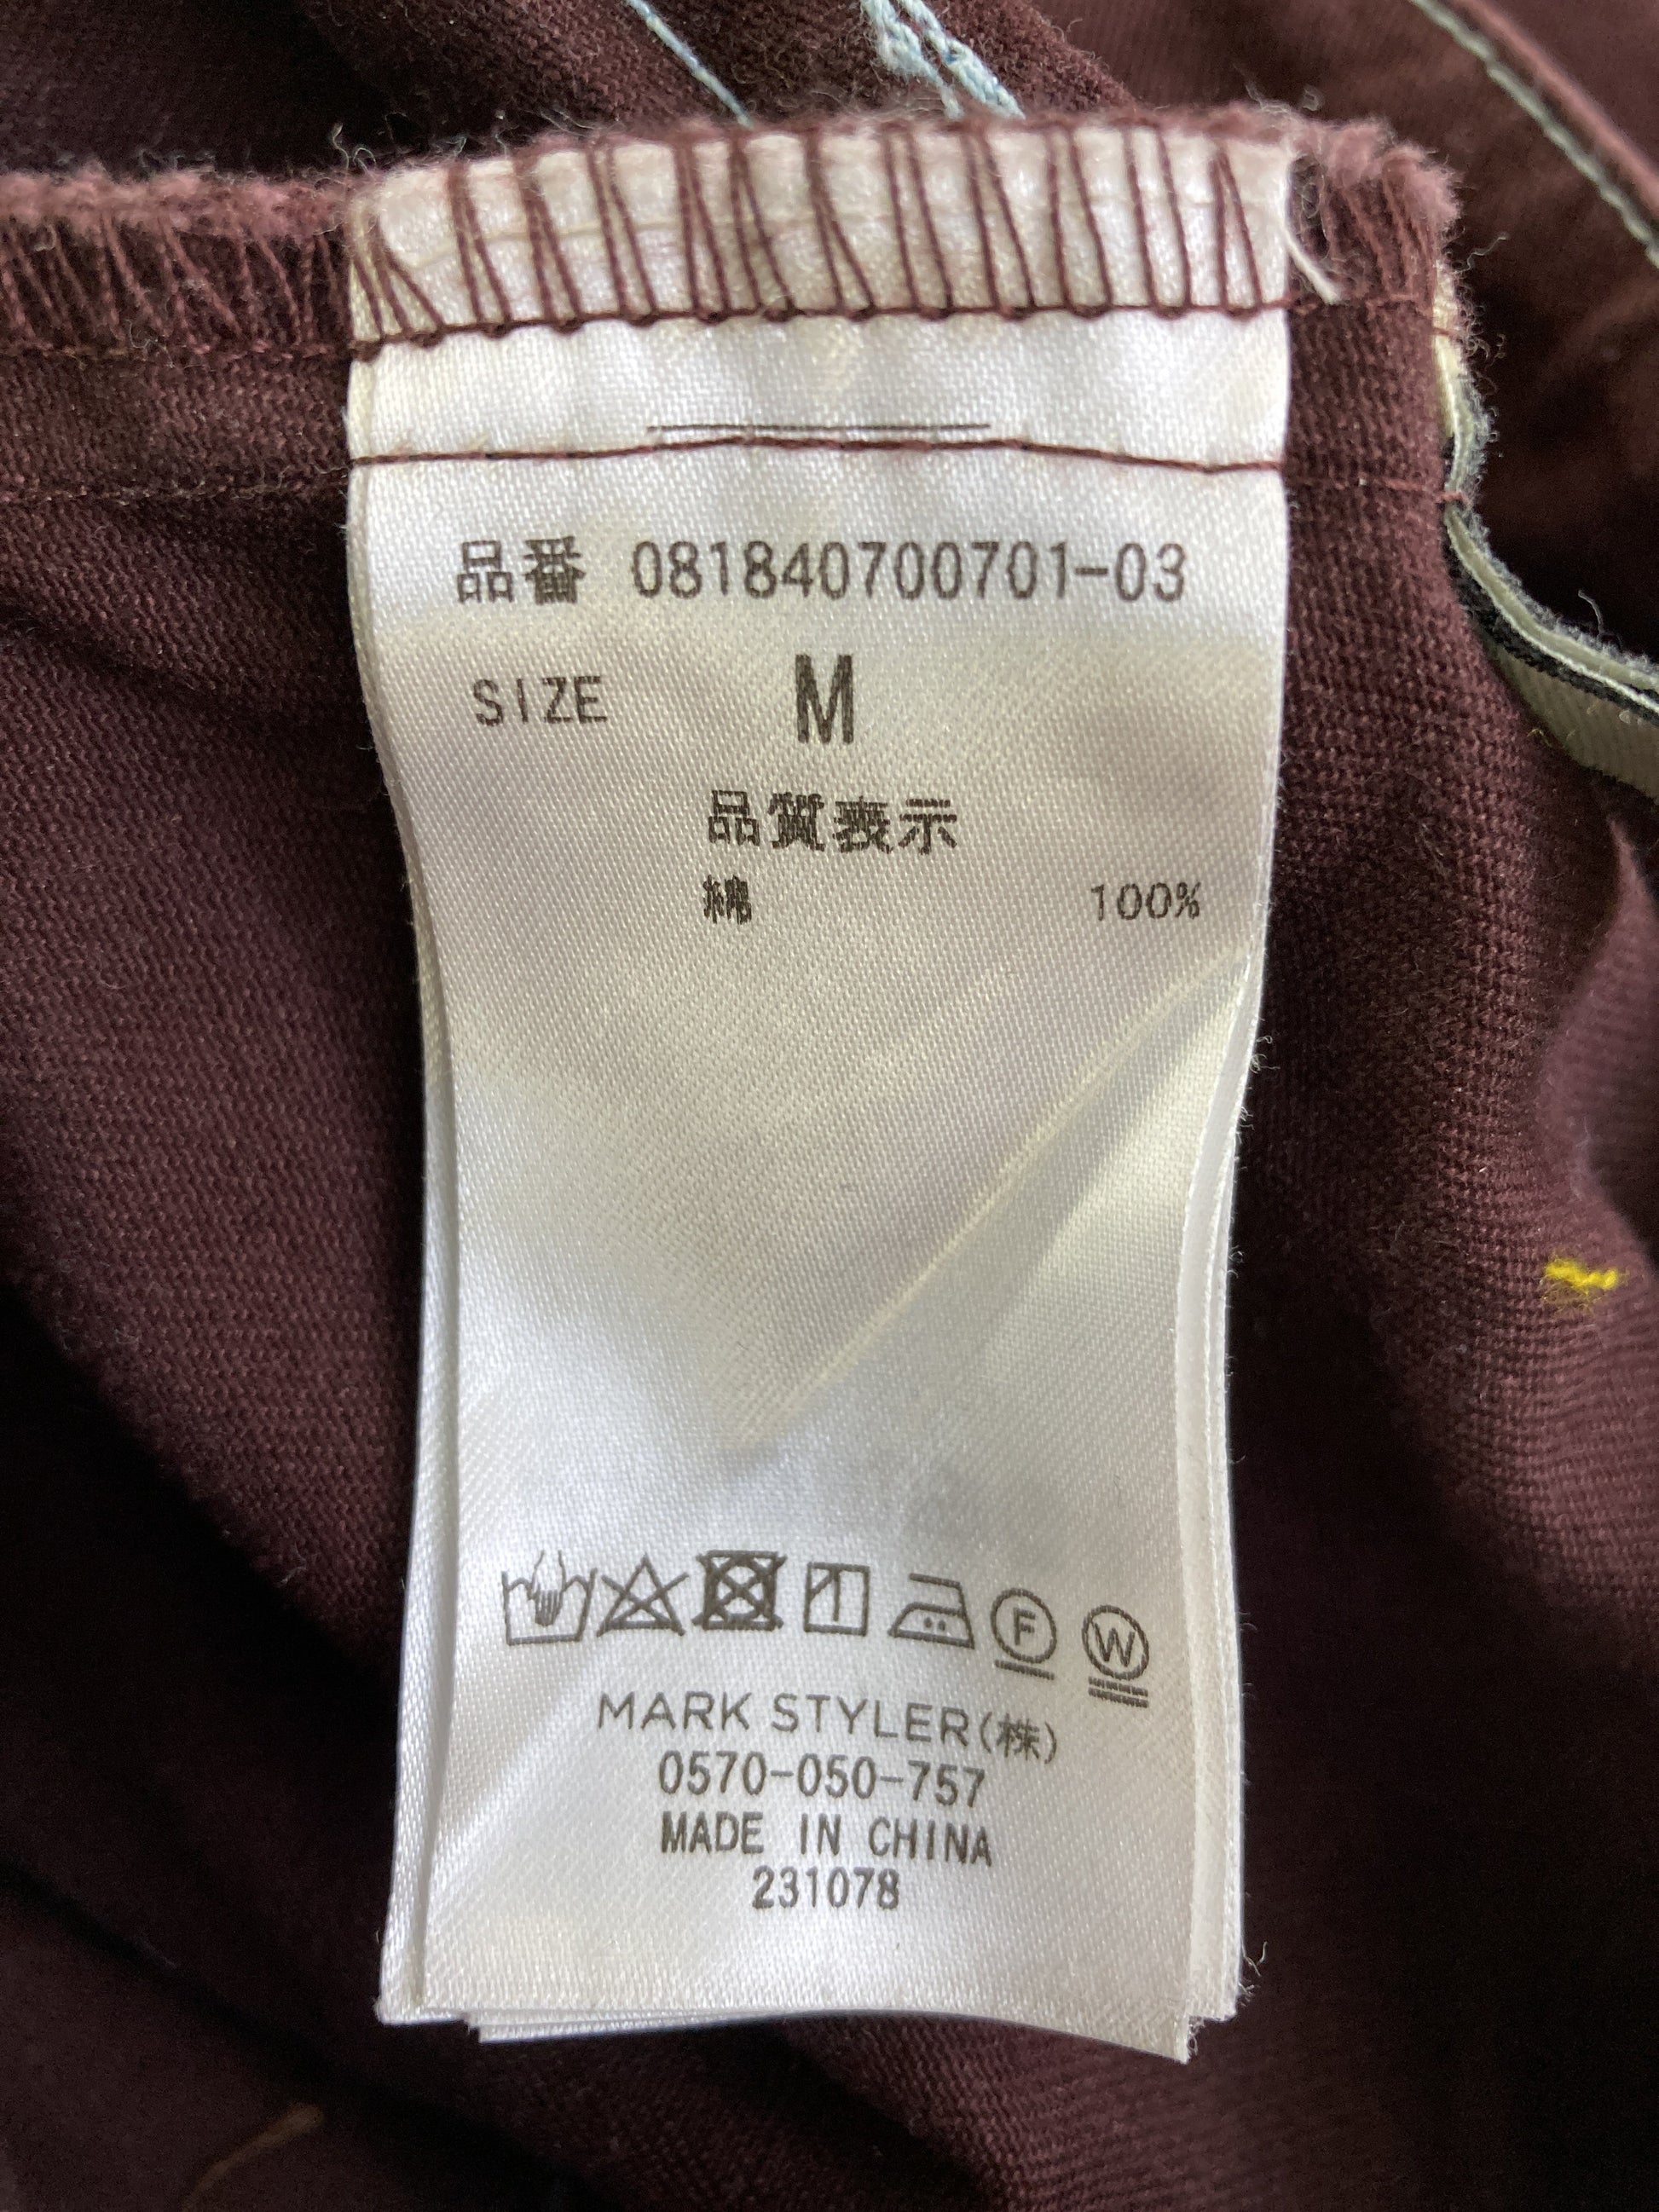 品番 081840700701-03
SIZE M
品質表示
綿 100%
F W
MARK STYLER(株)
0570-050-757
MADE IN CHINA
231078